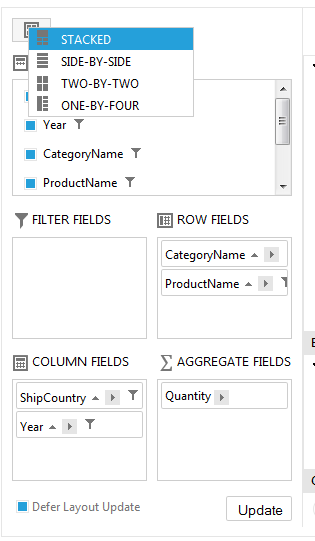 STACKED
SIDE-BY-SIDE
TWO-BY-TWO
ONE-BY-FOUR
Year
CategoryName
ProductName
FILTER FIELDS
ROW FIELDS
CategoryName
ProductName
COLUMN FIELDS
AGGREGATE FIELDS
ShipCountry
Year
Quantity
Defer Layout Update
Update